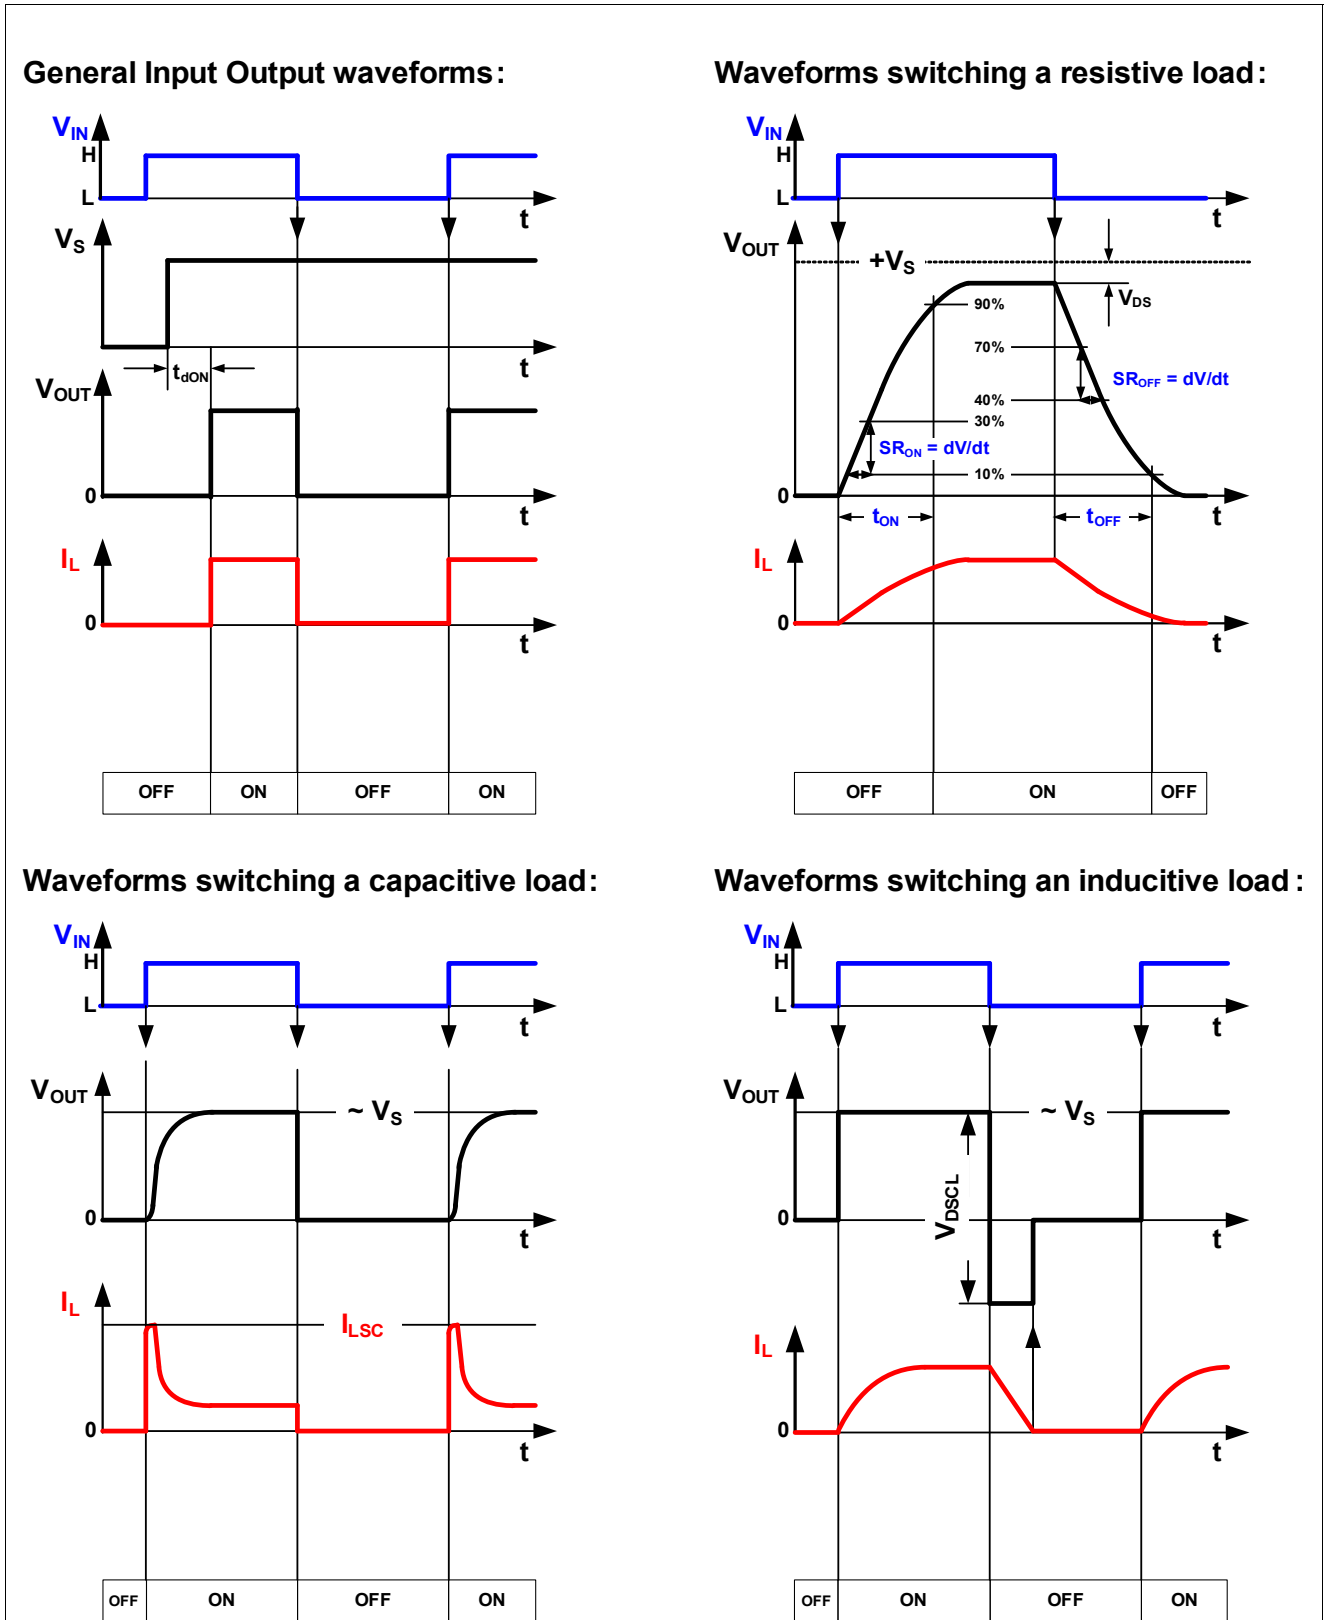 General Input Output waveforms:
VIN
H
L
t
VS
t
tdON
VOUT
0
t
IL
0
t
OFF ON OFF ON
Waveforms switching a resistive load:
VIN
H
L
t
VOUT
+VS
VDS
90%
70%
SROFF = dV/dt
40%
30%
SRON = dV/dt
10%
0
t
tON
tOFF
IL
0
t
OFF ON OFF
Waveforms switching a capacitive load:
VIN
H
L
t
VOUT
~ VS
0
t
IL
ILSC
0
t
OFF ON OFF ON
Waveforms switching an inducitive load:
VIN
H
L
t
VOUT
~ VS
VDSCL
0
t
IL
0
t
OFF ON OFF ON